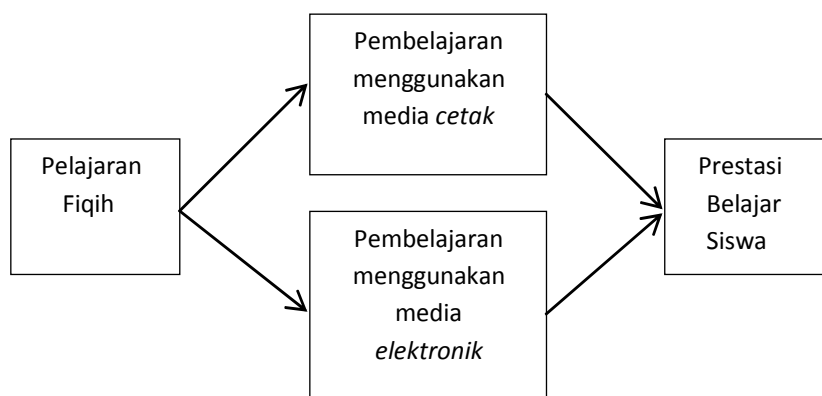 Pelajaran
Fiqih
Pembelajaran
menggunakan
media cetak
Pembelajaran
menggunakan
media
elektronik
Prestasi
Belajar
Siswa